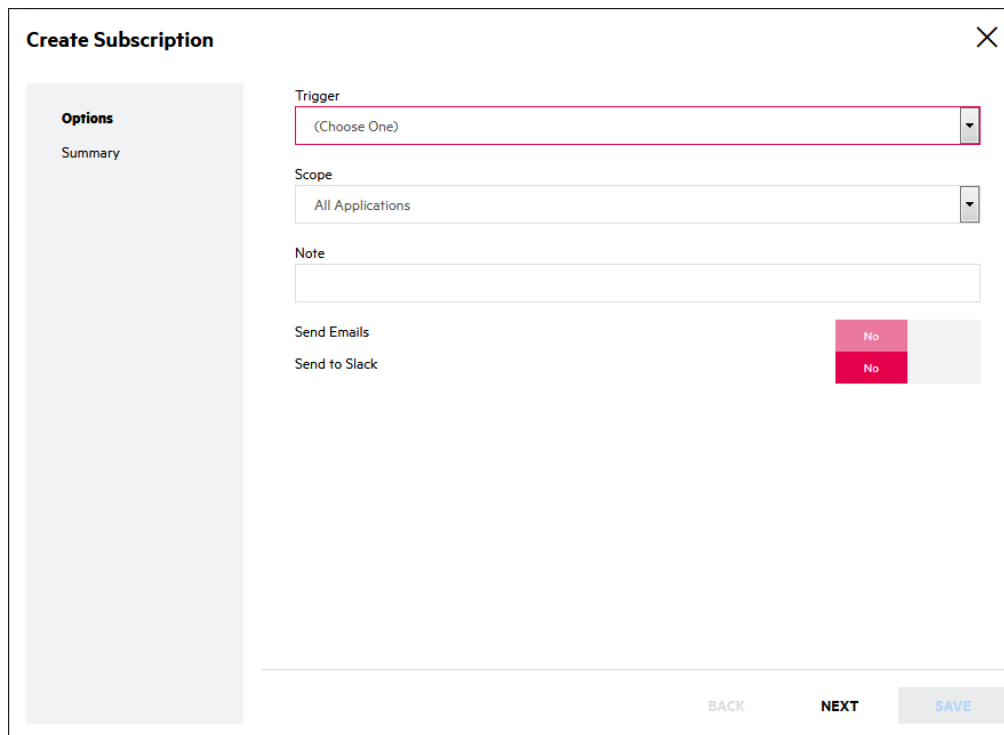 Create Subscription
Options
Summary
Trigger
(Choose One)
Scope
All Applications
Note
Send Emails
No
Send to Slack
No
BACK
NEXT
SAVE